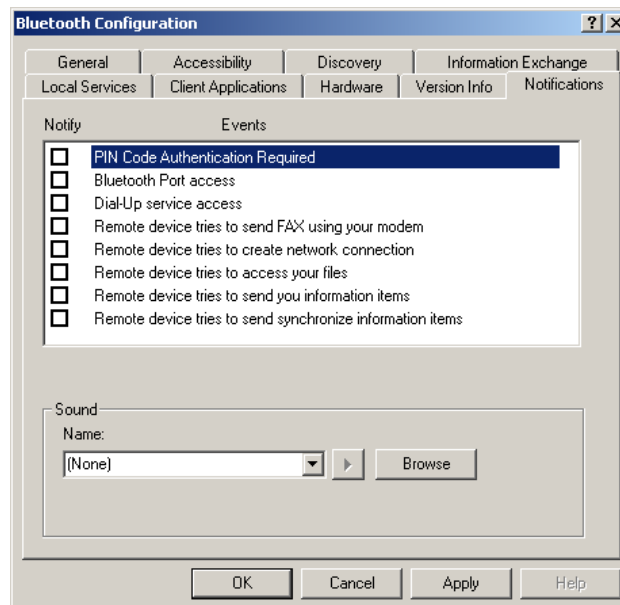 Bluetooth Configuration
General Accessibility Discovery Information Exchange
Local Services Client Applications Hardware Version Info Notifications
Notify Events
PIN Code Authentication Required
Bluetooth Port access
Dial-Up service access
Remote device tries to send FAX using your modem
Remote device tries to create network connection
Remote device tries to access your files
Remote device tries to send you information items
Remote device tries to send synchronize information items
Sound
Name:
(None) Browse
OK Cancel Apply Help